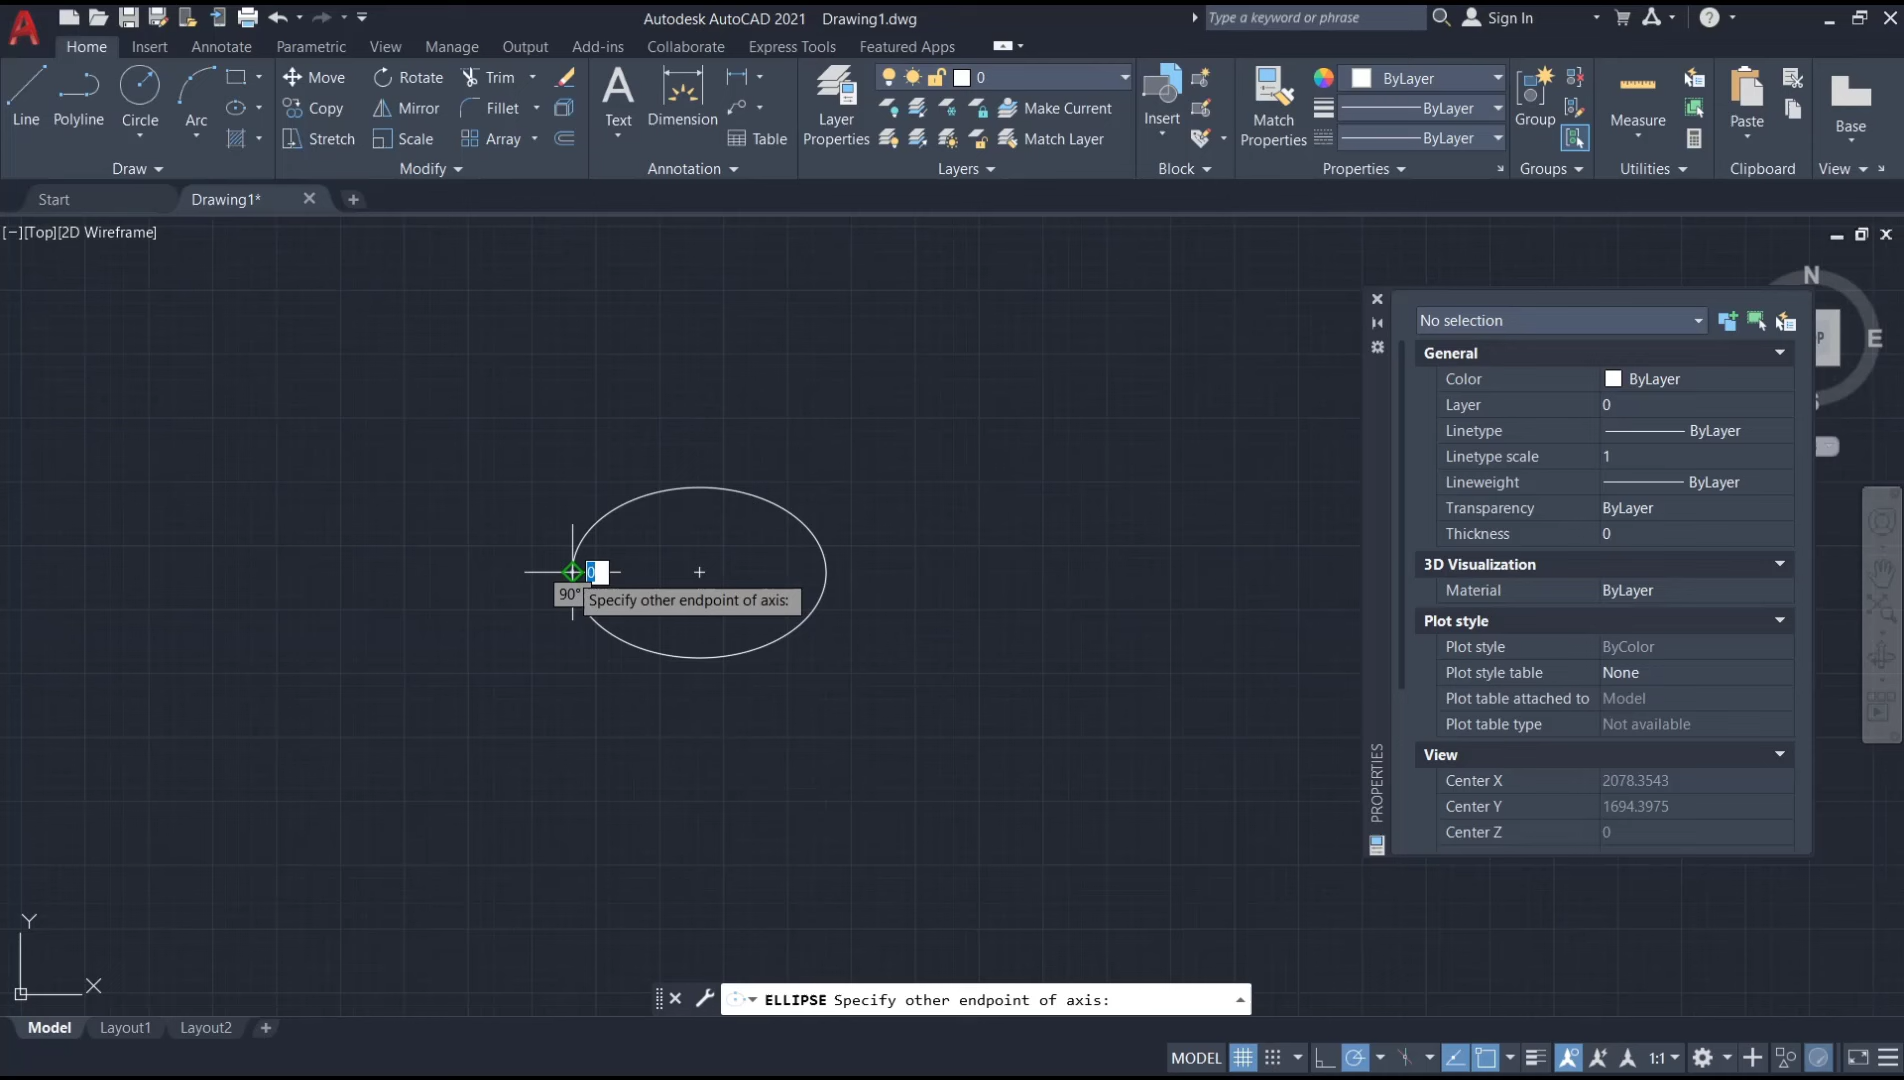 Autodesk AutoCAD 2021 Drawing1.dwg
Type a keyword or phrase
Sign In
Home Insert Annotate Parametric View Manage Output Add-ins Collaborate Express Tools Featured Apps
Line Polyline Circle Arc
Move Rotate Trim
Copy Mirror Fillet
Stretch Scale Array
Text Dimension Table
Layer Properties
0
Make Current
Match Layer
Insert
Match Properties
ByLayer
ByLayer
ByLayer
Group Measure Paste Base
Draw Modify Annotation Layers Block Properties Groups Utilities Clipboard View
Start Drawing1*
[−][Top][2D Wireframe]
N
E
P
S
0
90°
Specify other endpoint of axis:
No selection
General
Color ByLayer
Layer 0
Linetype ByLayer
Linetype scale 1
Lineweight ByLayer
Transparency ByLayer
Thickness 0
3D Visualization
Material ByLayer
Plot style
Plot style ByColor
Plot style table None
Plot table attached to Model
Plot table type Not available
View
Center X 2078.3543
Center Y 1694.3975
Center Z 0
PROPERTIES
Y
X
ELLIPSE Specify other endpoint of axis:
Model Layout1 Layout2
MODEL 1:1